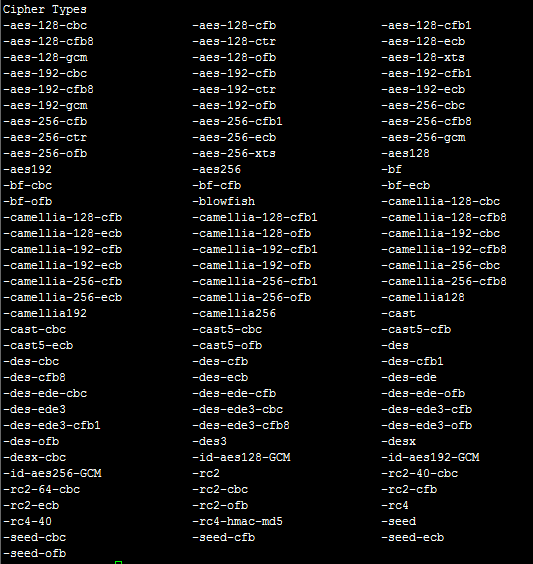 Cipher Types
-aes-128-cbc -aes-128-cfb -aes-128-cfb1
-aes-128-cfb8 -aes-128-ctr -aes-128-ecb
-aes-128-gcm -aes-128-ofb -aes-128-xts
-aes-192-cbc -aes-192-cfb -aes-192-cfb1
-aes-192-cfb8 -aes-192-ctr -aes-192-ecb
-aes-192-gcm -aes-192-ofb -aes-256-cbc
-aes-256-cfb -aes-256-cfb1 -aes-256-cfb8
-aes-256-ctr -aes-256-ecb -aes-256-gcm
-aes-256-ofb -aes-256-xts -aes128
-aes192 -aes256 -bf
-bf-cbc -bf-cfb -bf-ecb
-bf-ofb -blowfish -camellia-128-cbc
-camellia-128-cfb -camellia-128-cfb1 -camellia-128-cfb8
-camellia-128-ecb -camellia-128-ofb -camellia-192-cbc
-camellia-192-cfb -camellia-192-cfb1 -camellia-192-cfb8
-camellia-192-ecb -camellia-192-ofb -camellia-256-cbc
-camellia-256-cfb -camellia-256-cfb1 -camellia-256-cfb8
-camellia-256-ecb -camellia-256-ofb -camellia128
-camellia192 -camellia256 -cast
-cast-cbc -cast5-cbc -cast5-cfb
-cast5-ecb -cast5-ofb -des
-des-cbc -des-cfb -des-cfb1
-des-cfb8 -des-ecb -des-ede
-des-ede-cbc -des-ede-cfb -des-ede-ofb
-des-ede3 -des-ede3-cbc -des-ede3-cfb
-des-ede3-cfb1 -des-ede3-cfb8 -des-ede3-ofb
-des-ofb -des3 -desx
-desx-cbc -id-aes128-GCM -id-aes192-GCM
-id-aes256-GCM -rc2 -rc2-40-cbc
-rc2-64-cbc -rc2-cbc -rc2-cfb
-rc2-ecb -rc2-ofb -rc4
-rc4-40 -rc4-hmac-md5 -seed
-seed-cbc -seed-cfb -seed-ecb
-seed-ofb